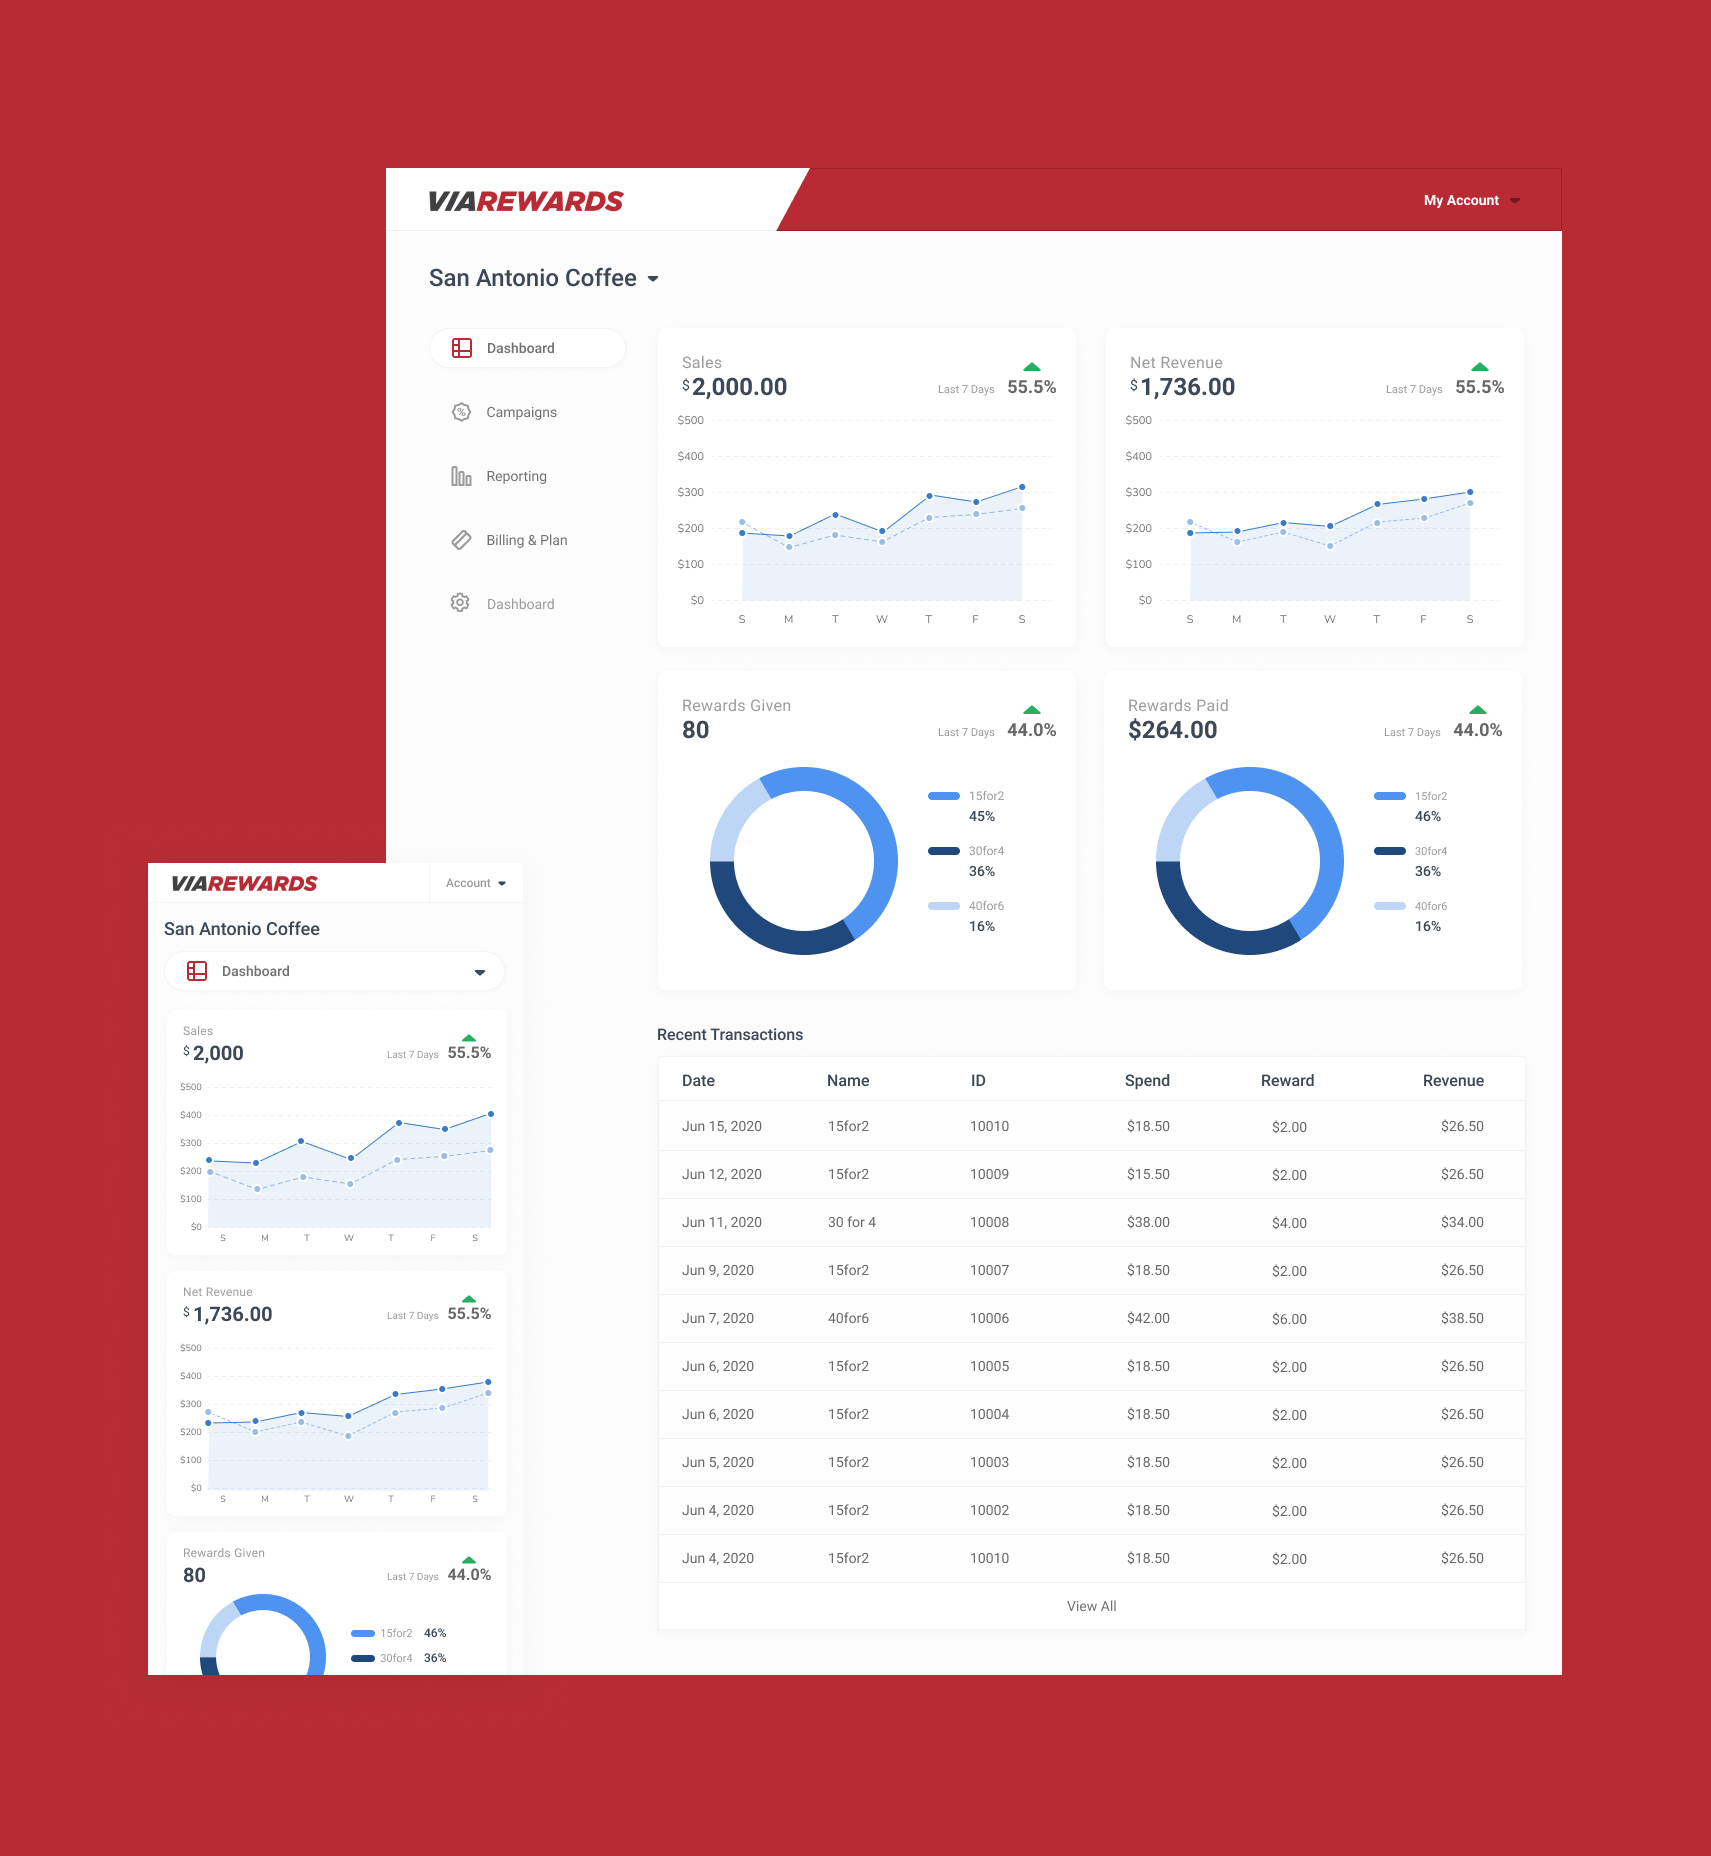 VIAREWARDS
My Account
San Antonio Coffee
Dashboard
Campaigns
Reporting
Billing & Plan
Dashboard
Sales
$2,000.00
Last 7 Days 55.5%
$500
$400
$300
$200
$100
$0
S M T W T F S
Net Revenue
$1,736.00
Last 7 Days 55.5%
$500
$400
$300
$200
$100
$0
S M T W T F S
Rewards Given
80
Last 7 Days 44.0%
15for2
45%
30for4
36%
40for6
16%
Rewards Paid
$264.00
Last 7 Days 44.0%
15for2
46%
30for4
36%
40for6
16%
Recent Transactions
Date Name ID Spend Reward Revenue
Jun 15, 2020 15for2 10010 $18.50 $2.00 $26.50
Jun 12, 2020 15for2 10009 $15.50 $2.00 $26.50
Jun 11, 2020 30 for 4 10008 $38.00 $4.00 $34.00
Jun 9, 2020 15for2 10007 $18.50 $2.00 $26.50
Jun 7, 2020 40for6 10006 $42.00 $6.00 $38.50
Jun 6, 2020 15for2 10005 $18.50 $2.00 $26.50
Jun 6, 2020 15for2 10004 $18.50 $2.00 $26.50
Jun 5, 2020 15for2 10003 $18.50 $2.00 $26.50
Jun 4, 2020 15for2 10002 $18.50 $2.00 $26.50
Jun 4, 2020 15for2 10010 $18.50 $2.00 $26.50
View All
VIAREWARDS
Account
San Antonio Coffee
Dashboard
Sales
$2,000
Last 7 Days 55.5%
$500
$400
$300
$200
$100
$0
S M T W T F S
Net Revenue
$1,736.00
Last 7 Days 55.5%
$500
$400
$300
$200
$100
$0
S M T W T F S
Rewards Given
80
Last 7 Days 44.0%
15for2 46%
30for4 36%